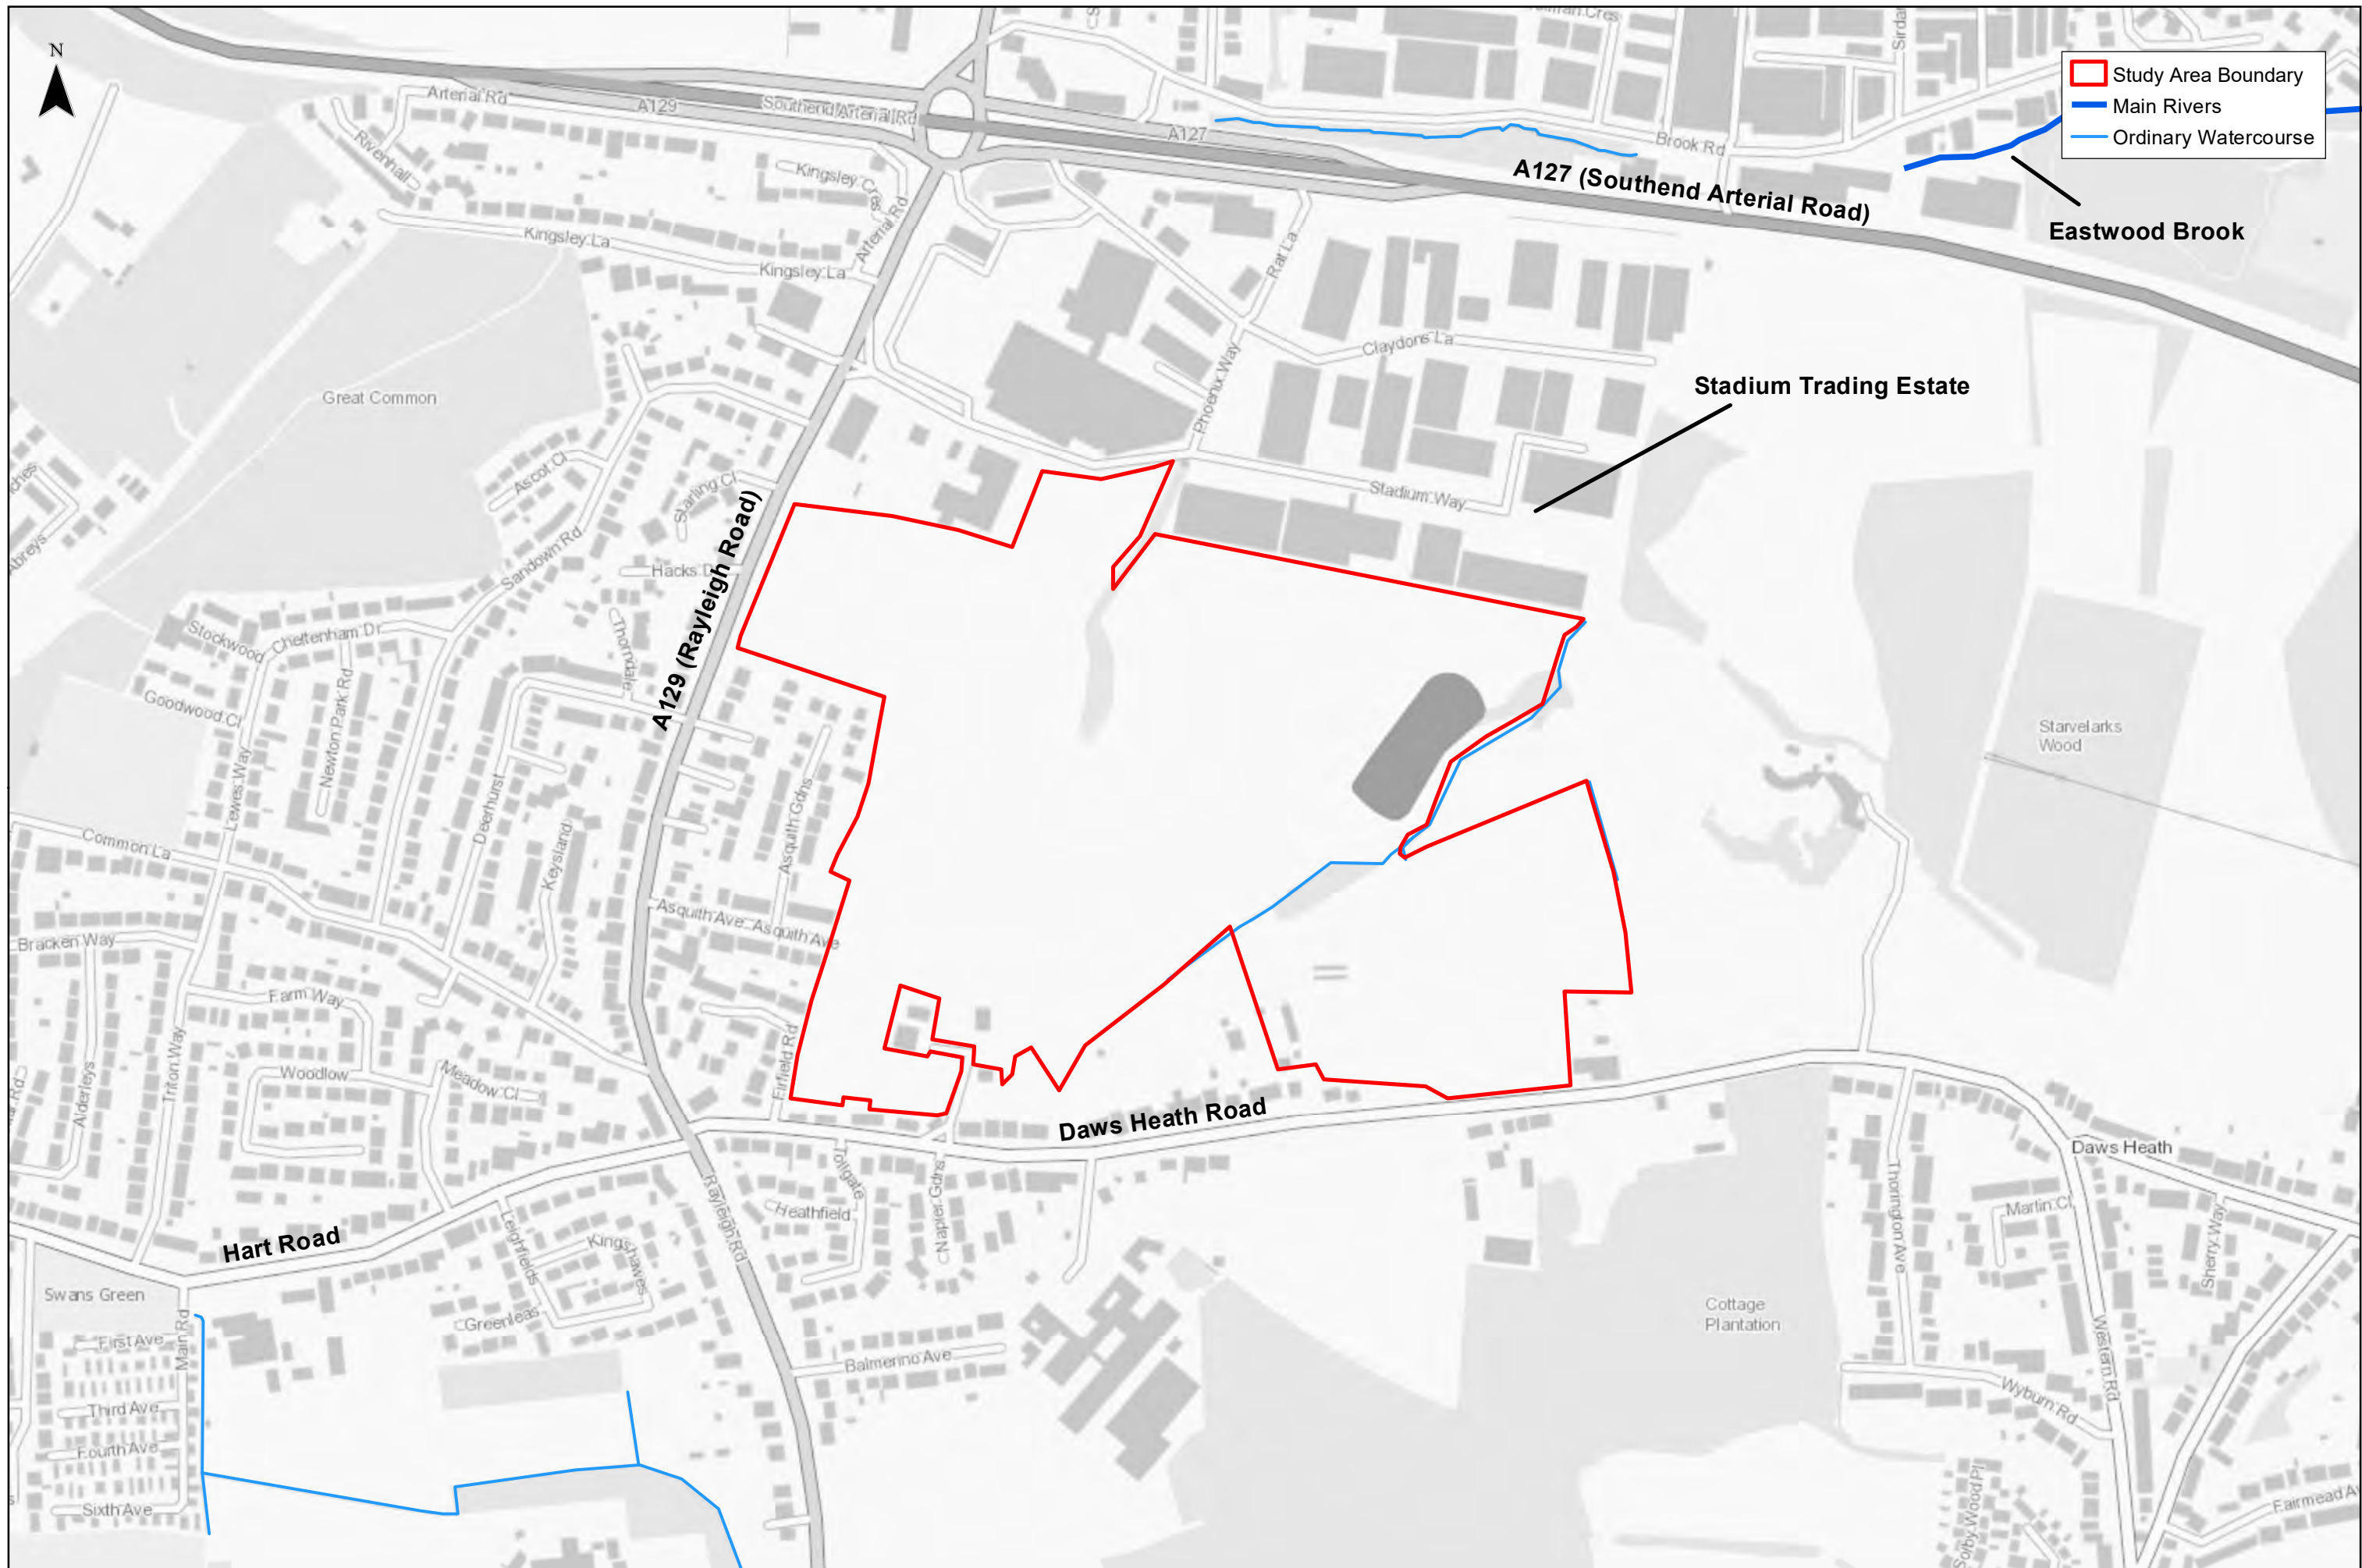 N
Study Area Boundary
Main Rivers
Ordinary Watercourse
Arterial Rd
A129
Southend Arterial Rd
A127
Brook Rd
A127 (Southend Arterial Road)
Eastwood Brook
Rivenhall
Kingsley Cres
Arterial Rd
Kingsley La
Kingsley La
Rat La
Claydons La
Phoenix Way
Stadium Trading Estate
Great Common
Ascot Cl
Starling Cl
Stadium Way
Sandown Rd
Hacks D
A129 (Rayleigh Road)
Stockwood
Cheltenham Dr
Thorndale
Goodwood Cl
Newton Park Rd
Lewes Way
Starvelarks
Wood
Deerhurst
Keysland
Asquith Gdns
Common La
Asquith Ave
Asquith Ave
Bracken Way
Farm Way
Triton Way
Alderleys
Woodlow
Meadow Cl
Firfield Rd
Daws Heath Road
Daws Heath
Tollgate
Heathfield
Napier Gdns
Rayleigh Rd
Thorington Ave
Martin Cl
Sherry Way
Hart Road
Leighfields
Kingshawes
Greenleas
Swans Green
Main Rd
First Ave
Third Ave
Fourth Ave
Sixth Ave
Balmerino Ave
Cottage
Plantation
Western Rd
Wyburn Rd
Fairmead A